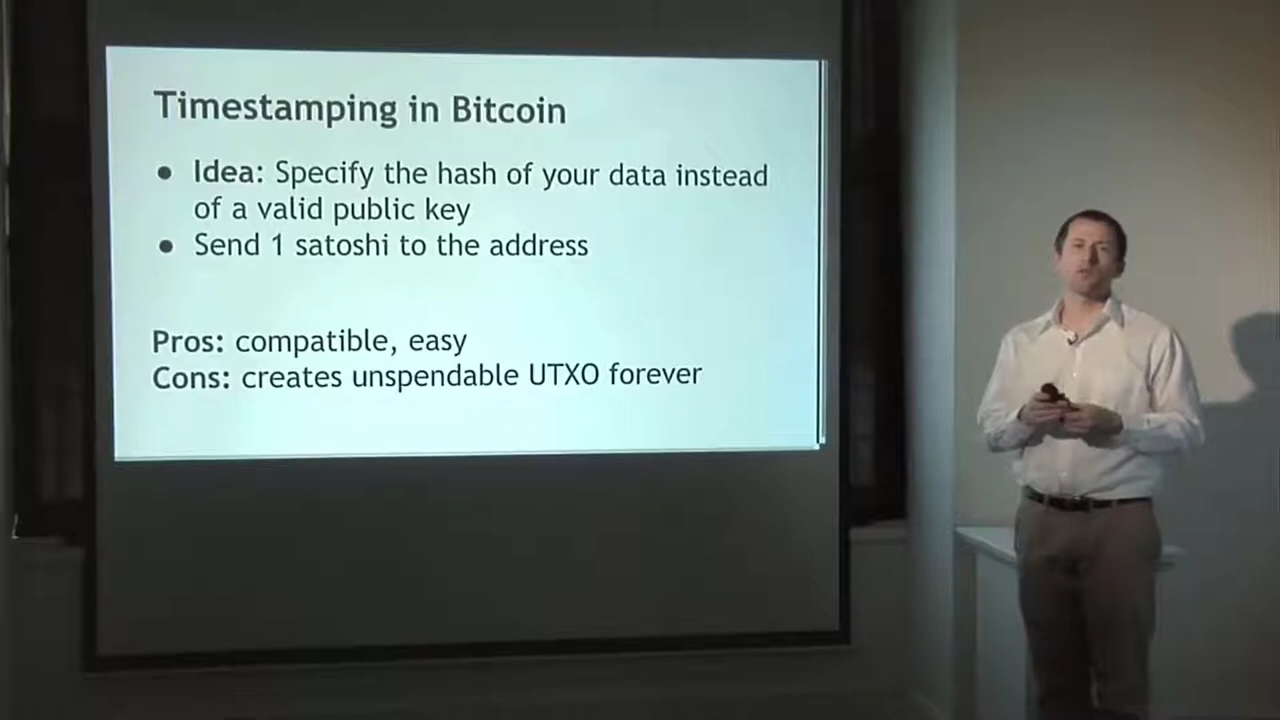 Timestamping in Bitcoin
● Idea: Specify the hash of your data instead
of a valid public key
● Send 1 satoshi to the address
Pros: compatible, easy
Cons: creates unspendable UTXO forever